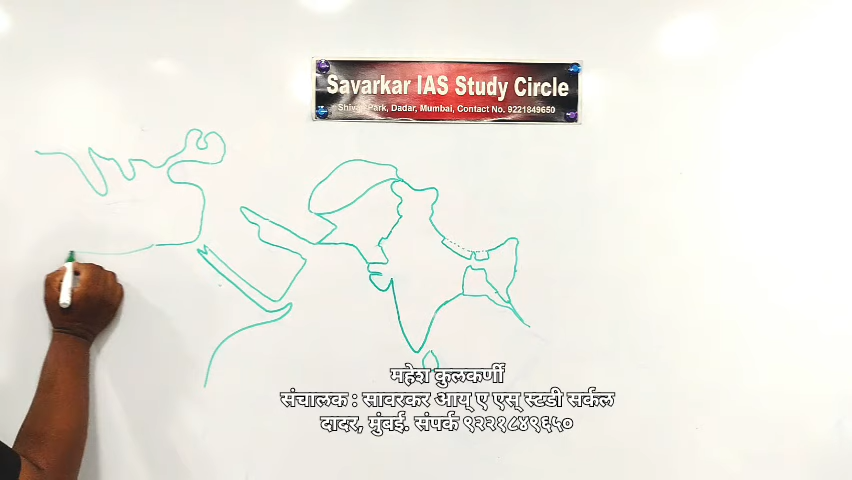 Savarkar IAS Study Circle
Shivaji Park, Dadar, Mumbai, Contact No. 9221849650
महेश कुलकर्णी
संचालक : सावरकर आय् ए एस् स्टडी सर्कल
दादर, मुंबई. संपर्क ९२२१८४९६५०